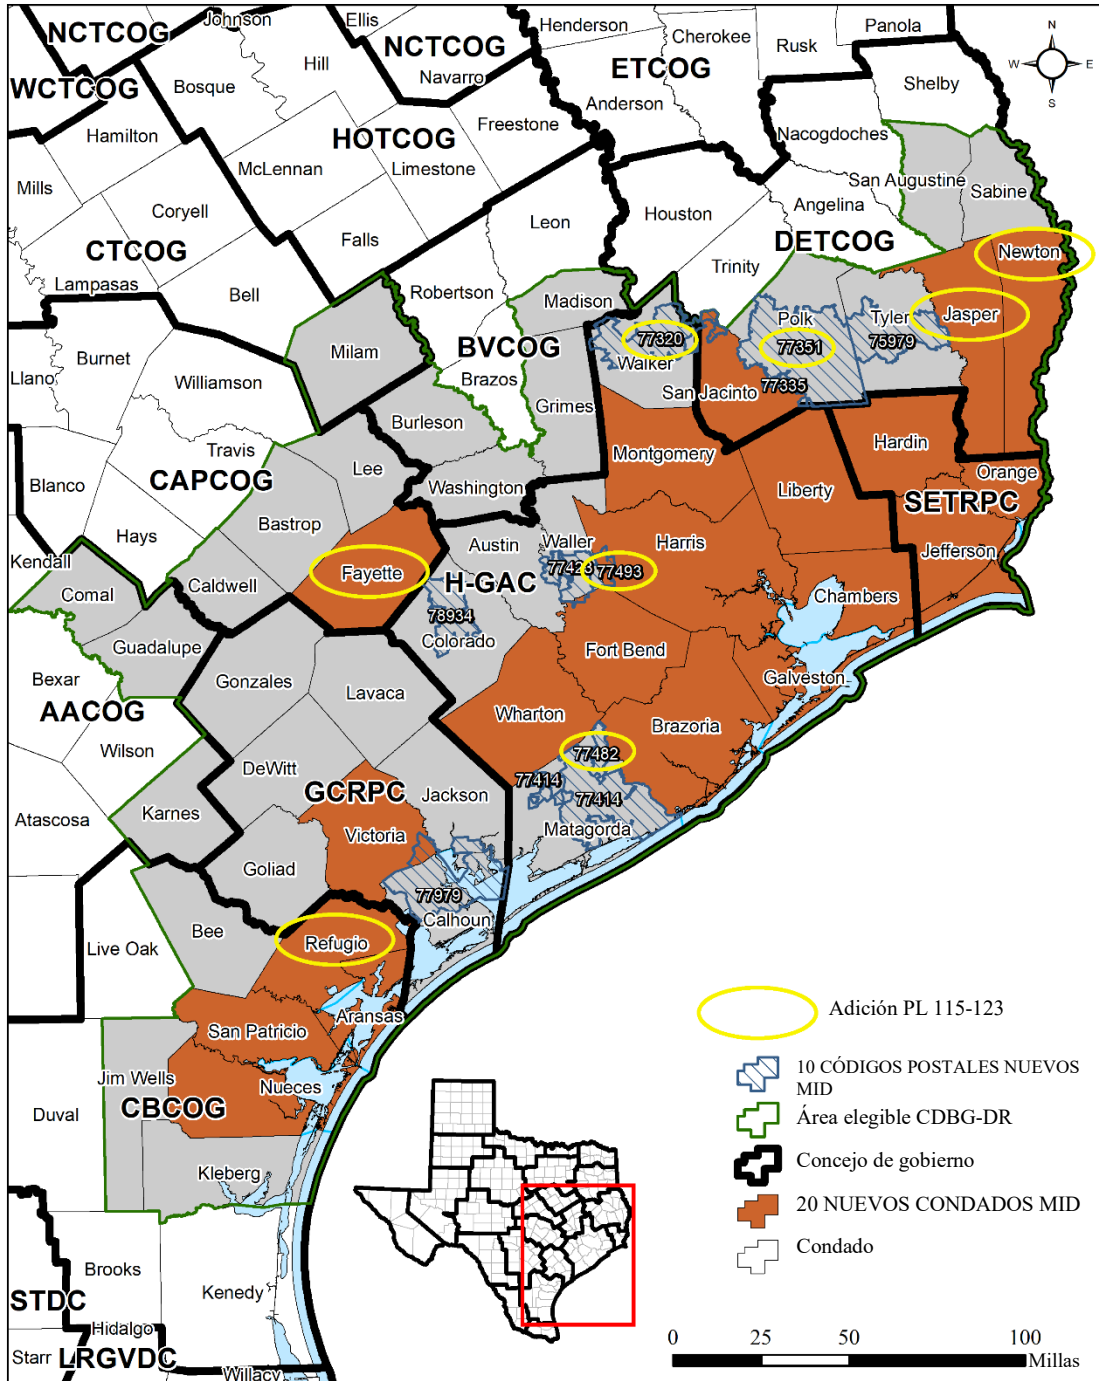 Johnson
Ellis
Henderson
Cherokee
Panola
NCTCOG
NCTCOG
Rusk
N
Hill
Navarro
ETCOG
W
E
Bosque
Shelby
S
WCTCOG
Anderson
Freestone
Hamilton
HOTCOG
Nacogdoches
McLennan
Limestone
San Augustine
Sabine
Mills
Coryell
Leon
Houston
Angelina
Falls
DETCOG
CTCOG
Newton
Trinity
Lampasas
Bell
Robertson
Madison
Polk
Tyler
Jasper
77320
77351
75979
Milam
BVCOG
Burnet
Walker
Llano
Williamson
Brazos
77335
San Jacinto
Grimes
Burleson
Hardin
Travis
Montgomery
Lee
Orange
Blanco
CAPCOG
Washington
Liberty
SETRPC
Bastrop
Hays
Austin
Waller
Harris
Jefferson
Kendall
Fayette
77423
77493
Comal
Caldwell
H-GAC
Chambers
78934
Colorado
Guadalupe
Fort Bend
Bexar
Gonzales
Galveston
Lavaca
AACOG
Wharton
Brazoria
Wilson
77482
DeWitt
77414
GCRPC
Jackson
77414
Karnes
Atascosa
Victoria
Matagorda
Goliad
77979
Calhoun
Bee
Refugio
Live Oak
Adición PL 115-123
Aransas
San Patricio
10 CÓDIGOS POSTALES NUEVOS
MID
Jim Wells
Nueces
Duval
CBCOG
Área elegible CDBG-DR
Concejo de gobierno
Kleberg
20 NUEVOS CONDADOS MID
Condado
Brooks
Kenedy
STDC
Hidalgo
0 25 50 100
Starr
LRGVDC
Millas
Willacy